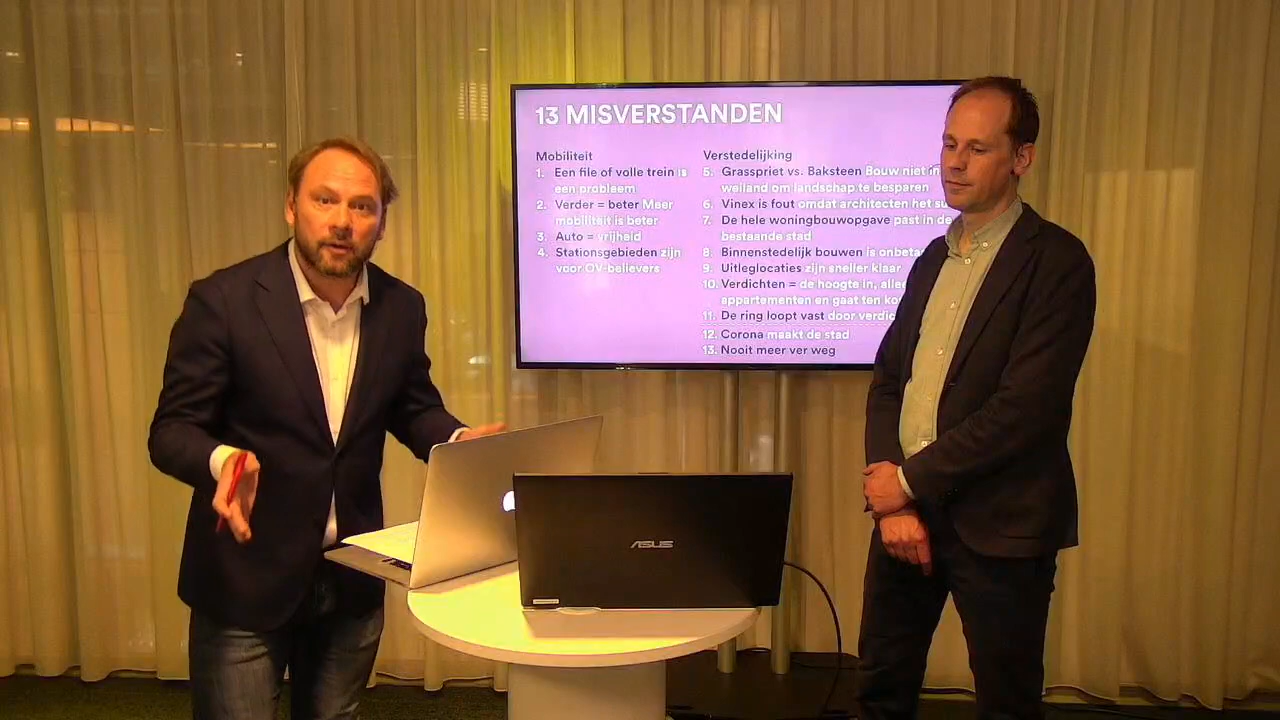 13 MISVERSTANDEN
Mobiliteit
1. Een file of volle trein is
een probleem
2. Verder = beter Meer
mobiliteit is beter
3. Auto = vrijheid
4. Stationsgebieden zijn
voor OV-believers
Verstedelijking
5. Grasspriet vs. Baksteen Bouw niet in
weiland om landschap te besparen
6. Vinex is fout omdat architecten het
7. De hele woningbouwopgave past in de
bestaande stad
8. Binnenstedelijk bouwen is
9. Uitleglocaties zijn sneller klaar
10. Verdichten = de hoogte in,
appartementen en gaat ten
11. De ring loopt vast door
12. Corona maakt de stad
13. Nooit meer ver weg
ASUS